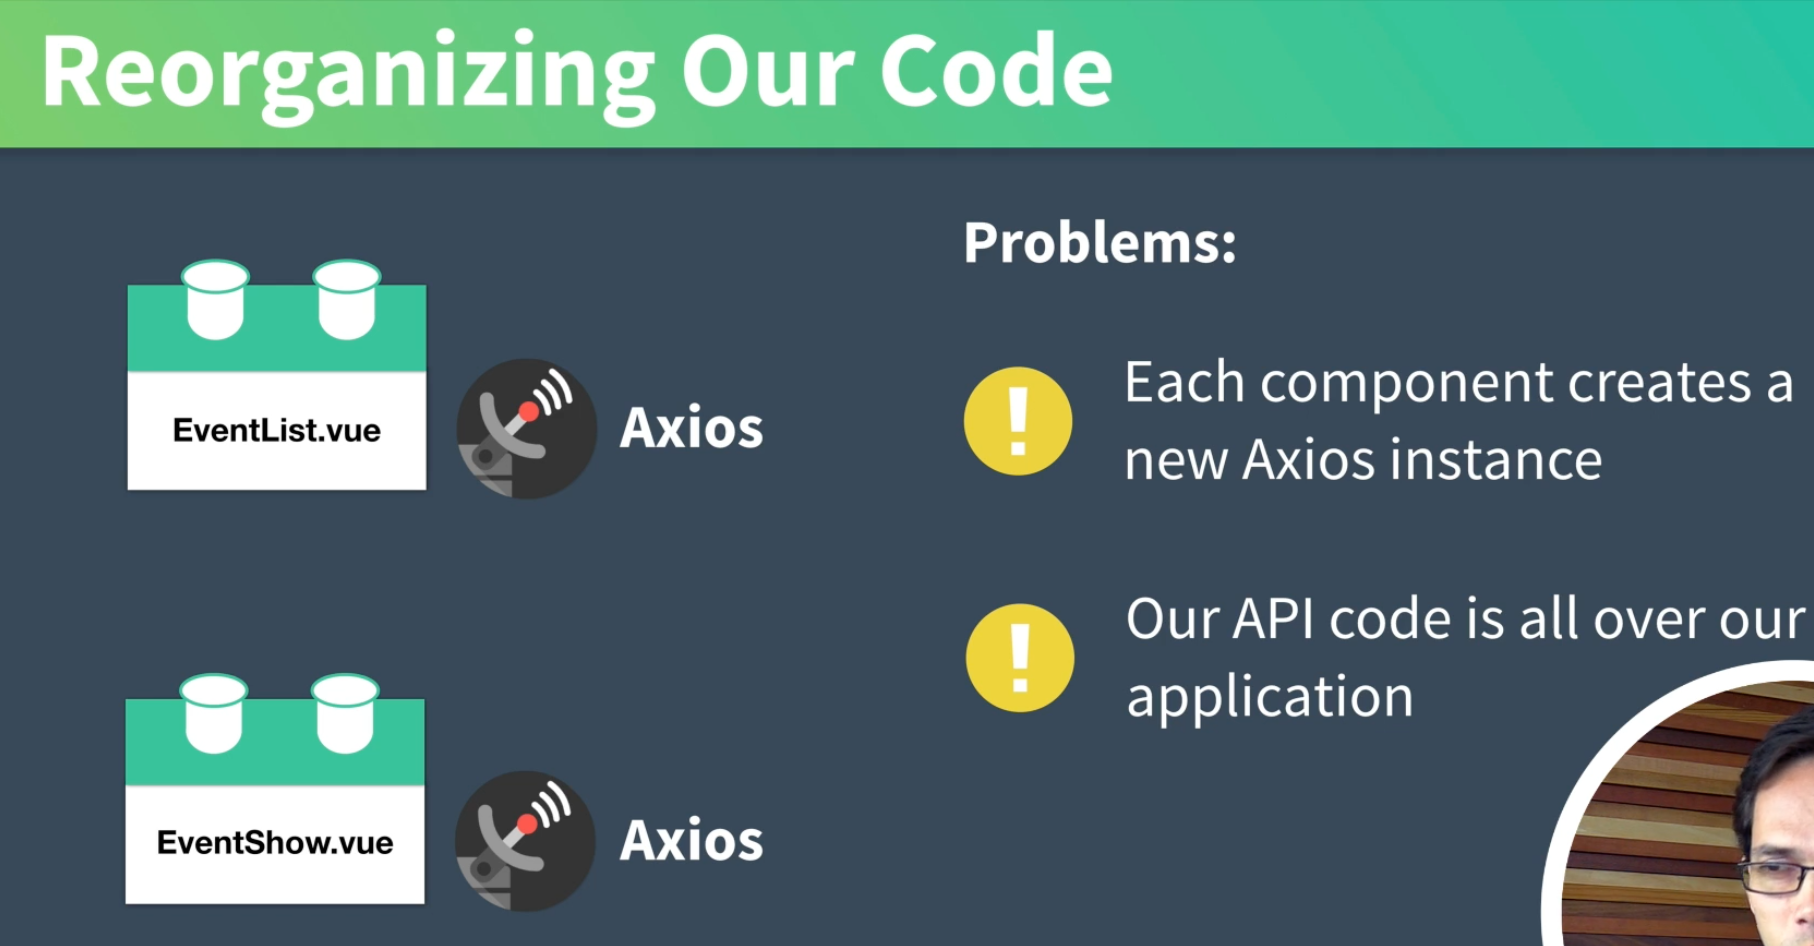 Reorganizing Our Code
EventList.vue
Axios
EventShow.vue
Axios
Problems:
Each component creates a
new Axios instance
Our API code is all over our
application